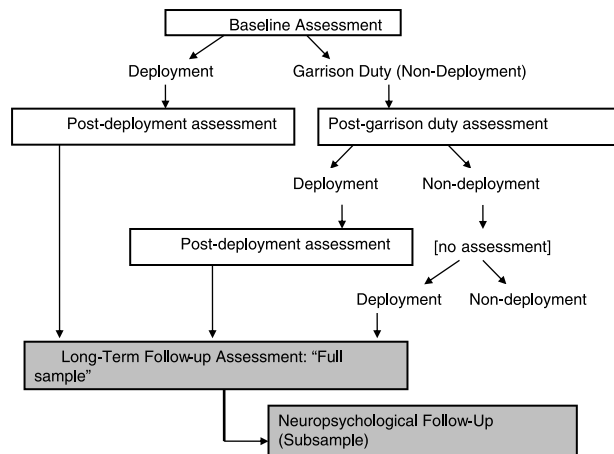 Baseline Assessment
Deployment
Garrison Duty (Non-Deployment)
Post-deployment assessment
Post-garrison duty assessment
Deployment
Non-deployment
Post-deployment assessment
[no assessment]
Deployment
Non-deployment
Long-Term Follow-up Assessment: “Full
sample”
Neuropsychological Follow-Up
(Subsample)